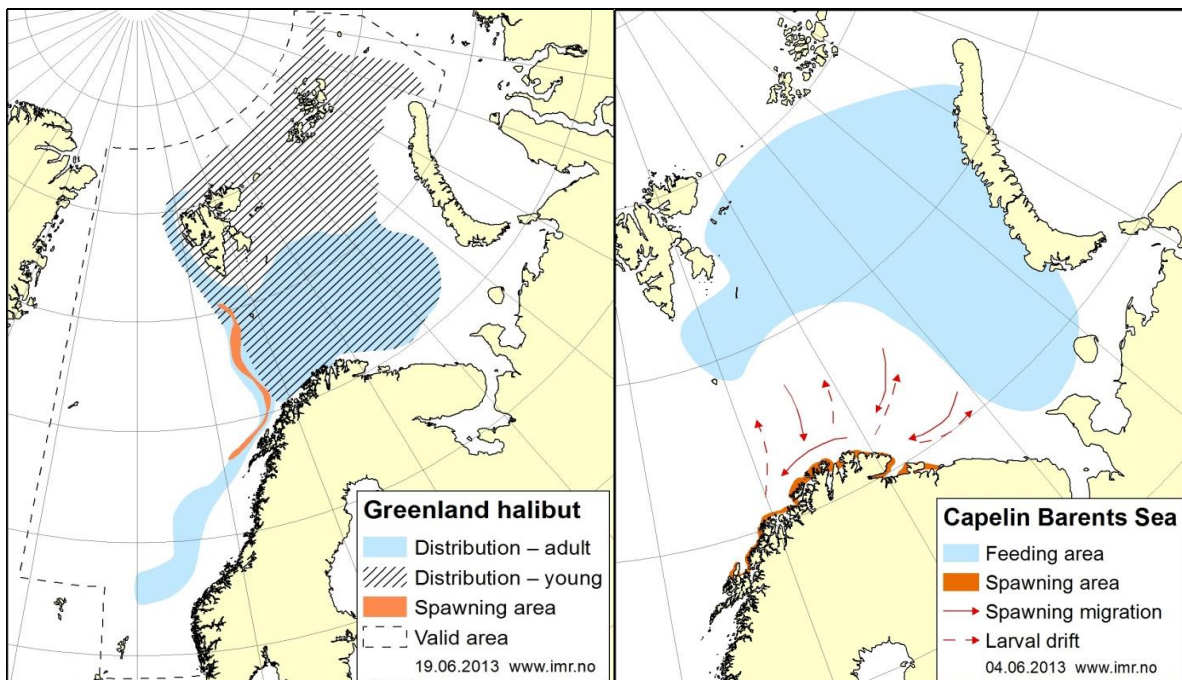 Greenland halibut
Distribution – adult
Distribution – young
Spawning area
Valid area
19.06.2013 www.imr.no
Capelin Barents Sea
Feeding area
Spawning area
Spawning migration
Larval drift
04.06.2013 www.imr.no